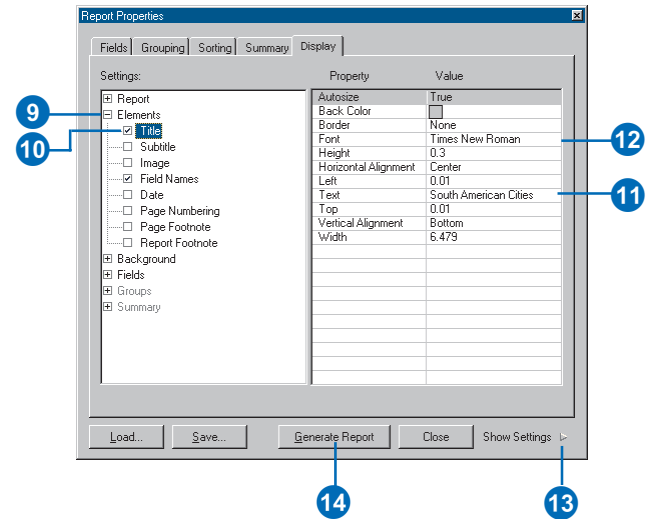 Report Properties
Fields Grouping Sorting Summary Display
Settings:
Property Value
Report
Elements
Title
Subtitle
Image
Field Names
Date
Page Numbering
Page Footnote
Report Footnote
Background
Fields
Groups
Summary
Autosize True
Back Color
Border None
Font Times New Roman
Height 0.3
Horizontal Alignment Center
Left 0.01
Text South American Cities
Top 0.01
Vertical Alignment Bottom
Width 6.479
Load... Save... Generate Report Close Show Settings
9
10
12
11
14
13